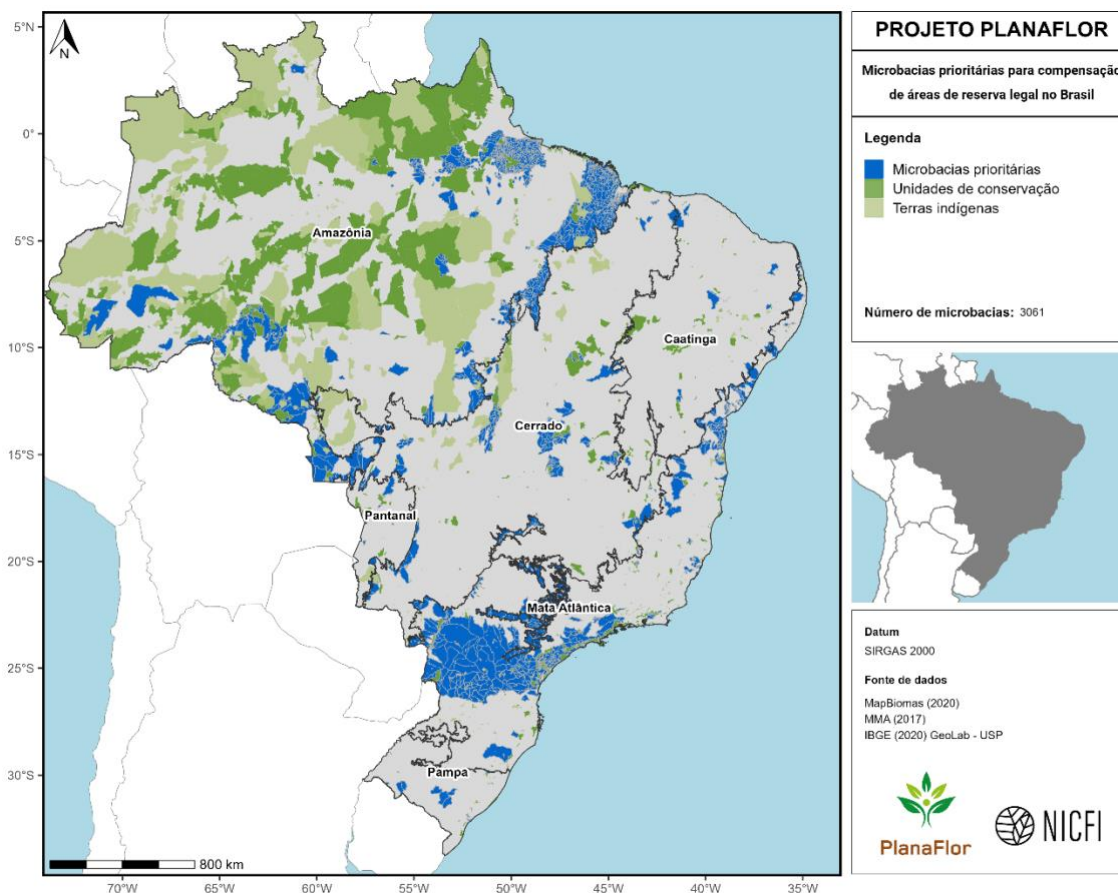 5°N
0°
5°S
10°S
15°S
20°S
25°S
30°S
N
Amazônia
Caatinga
Cerrado
Pantanal
Mata Atlântica
Pampa
800 km
70°W
65°W
60°W
55°W
50°W
45°W
40°W
35°W
PROJETO PLANAFLOR
Microbacias prioritárias para compensação
de áreas de reserva legal no Brasil
Legenda
Microbacias prioritárias
Unidades de conservação
Terras indígenas
Número de microbacias: 3061
Datum
SIRGAS 2000
Fonte de dados
MapBiomas (2020)
MMA (2017)
IBGE (2020) GeoLab - USP
PlanaFlor
NICFI